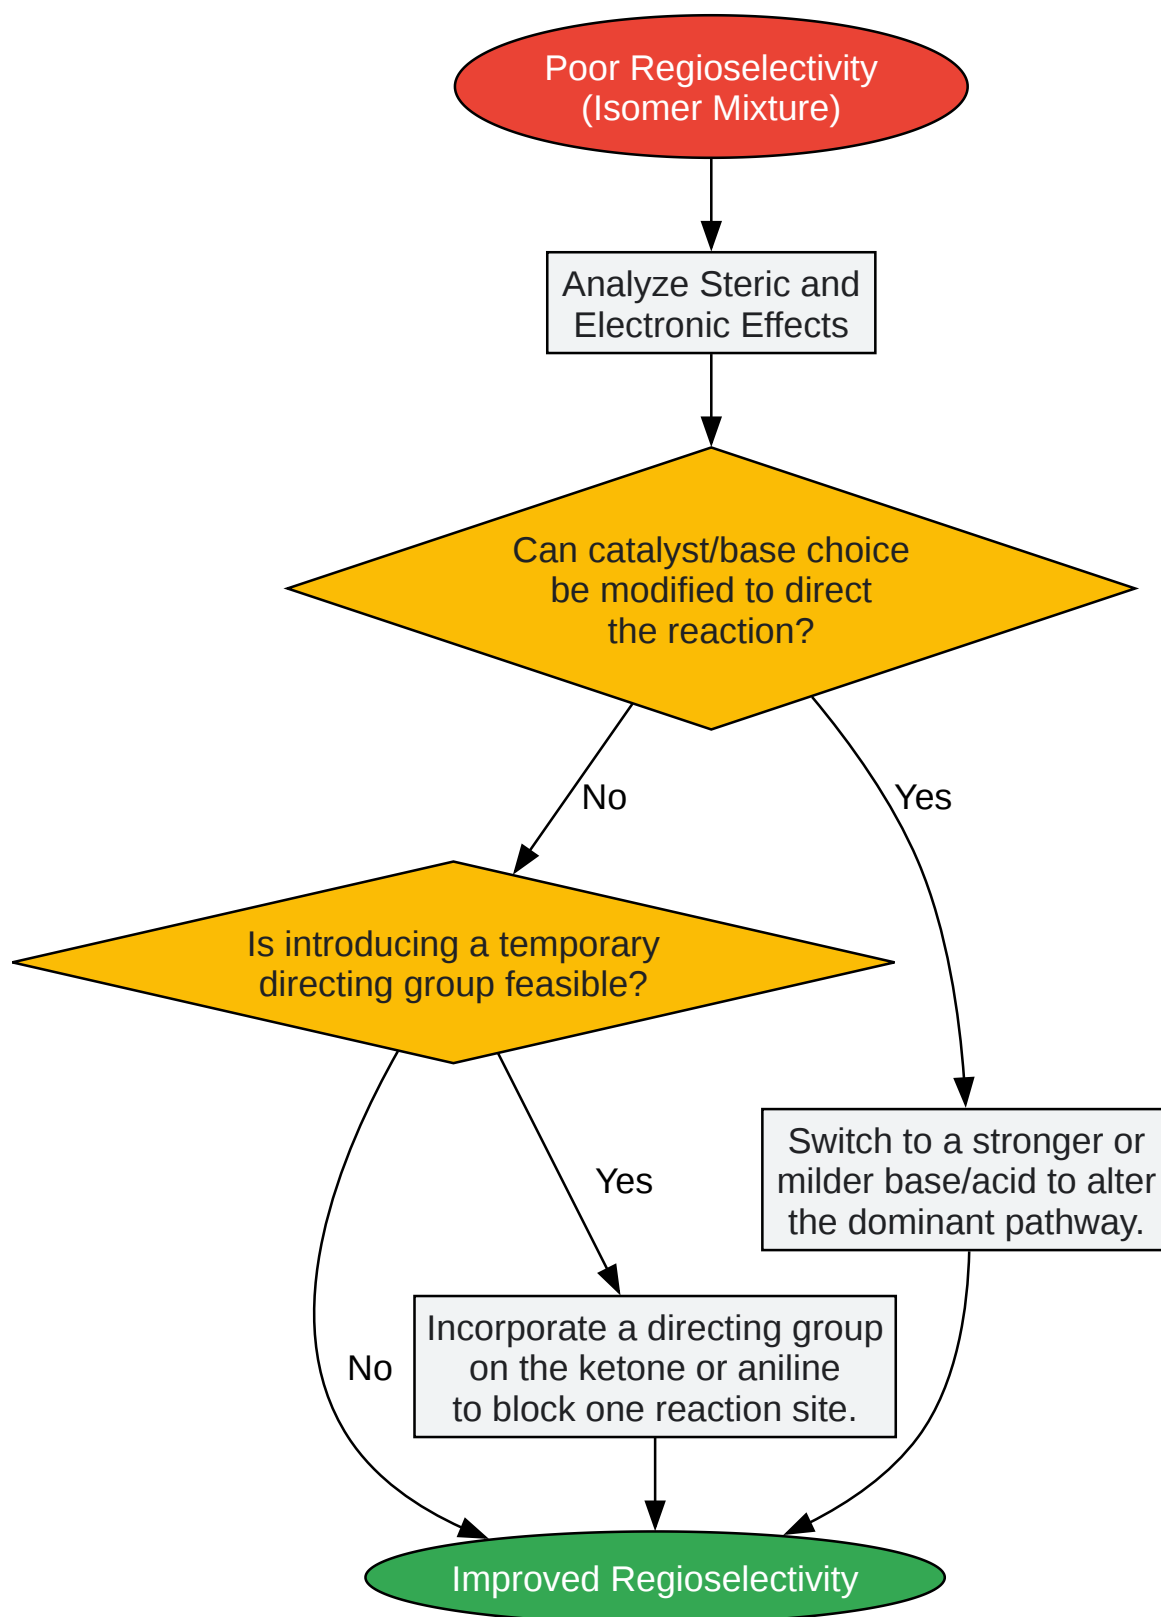 Poor Regioselectivity
(Isomer Mixture)
Analyze Steric and
Electronic Effects
Can catalyst/base choice
be modified to direct
the reaction?
No
Yes
Is introducing a temporary
directing group feasible?
Switch to a stronger or
milder base/acid to alter
the dominant pathway.
Yes
Incorporate a directing group
on the ketone or aniline
to block one reaction site.
No
Improved Regioselectivity